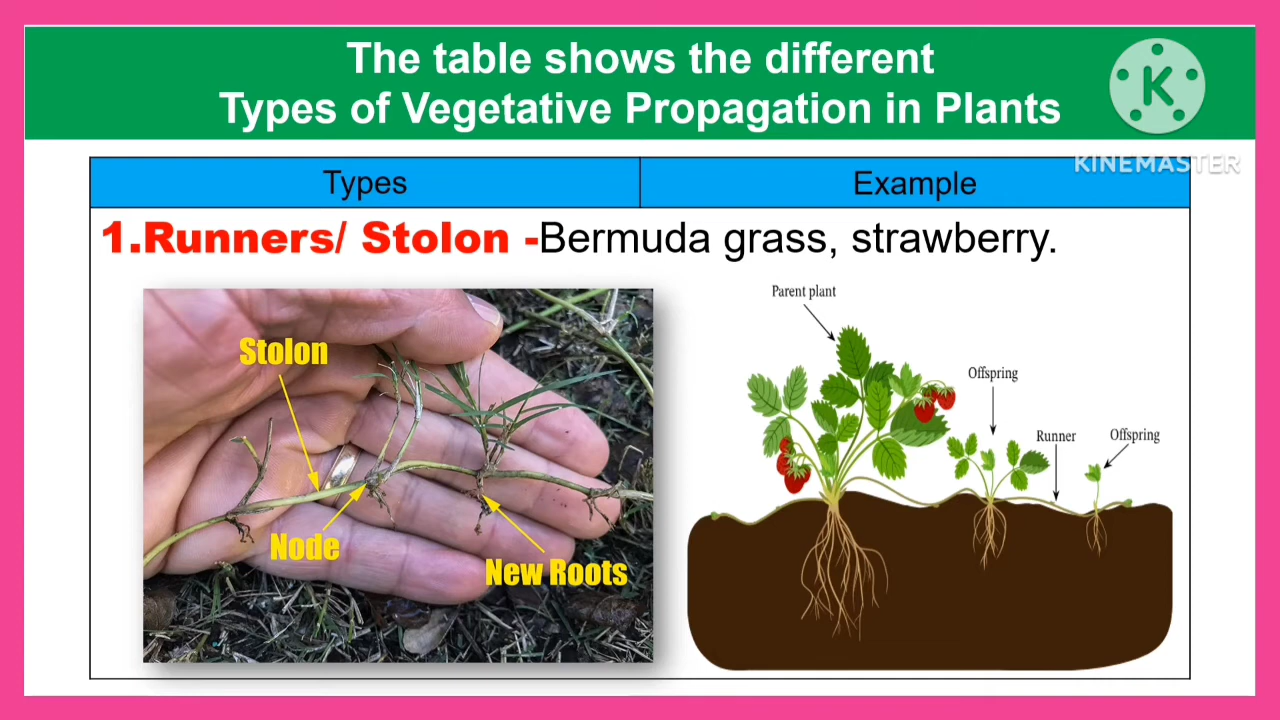 The table shows the different
Types of Vegetative Propagation in Plants
K
KINEMASTER
Types
Example
1.Runners/ Stolon -Bermuda grass, strawberry.
Stolon
Node
New Roots
Parent plant
Offspring
Runner
Offspring